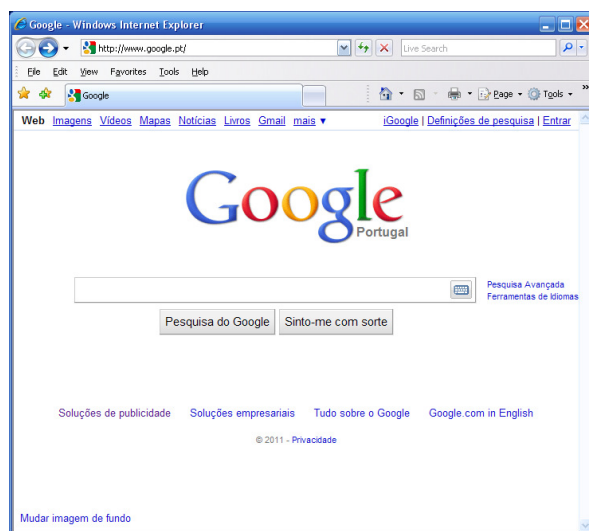 Google - Windows Internet Explorer
http://www.google.pt/
Live Search
File Edit View Favorites Tools Help
Google
Page Tools
Web Imagens Vídeos Mapas Notícias Livros Gmail mais ▼ iGoogle | Definições de pesquisa | Entrar
Google
Portugal
Pesquisa Avançada
Ferramentas de Idiomas
Pesquisa do Google Sinto-me com sorte
Soluções de publicidade Soluções empresariais Tudo sobre o Google Google.com in English
© 2011 - Privacidade
Mudar imagem de fundo